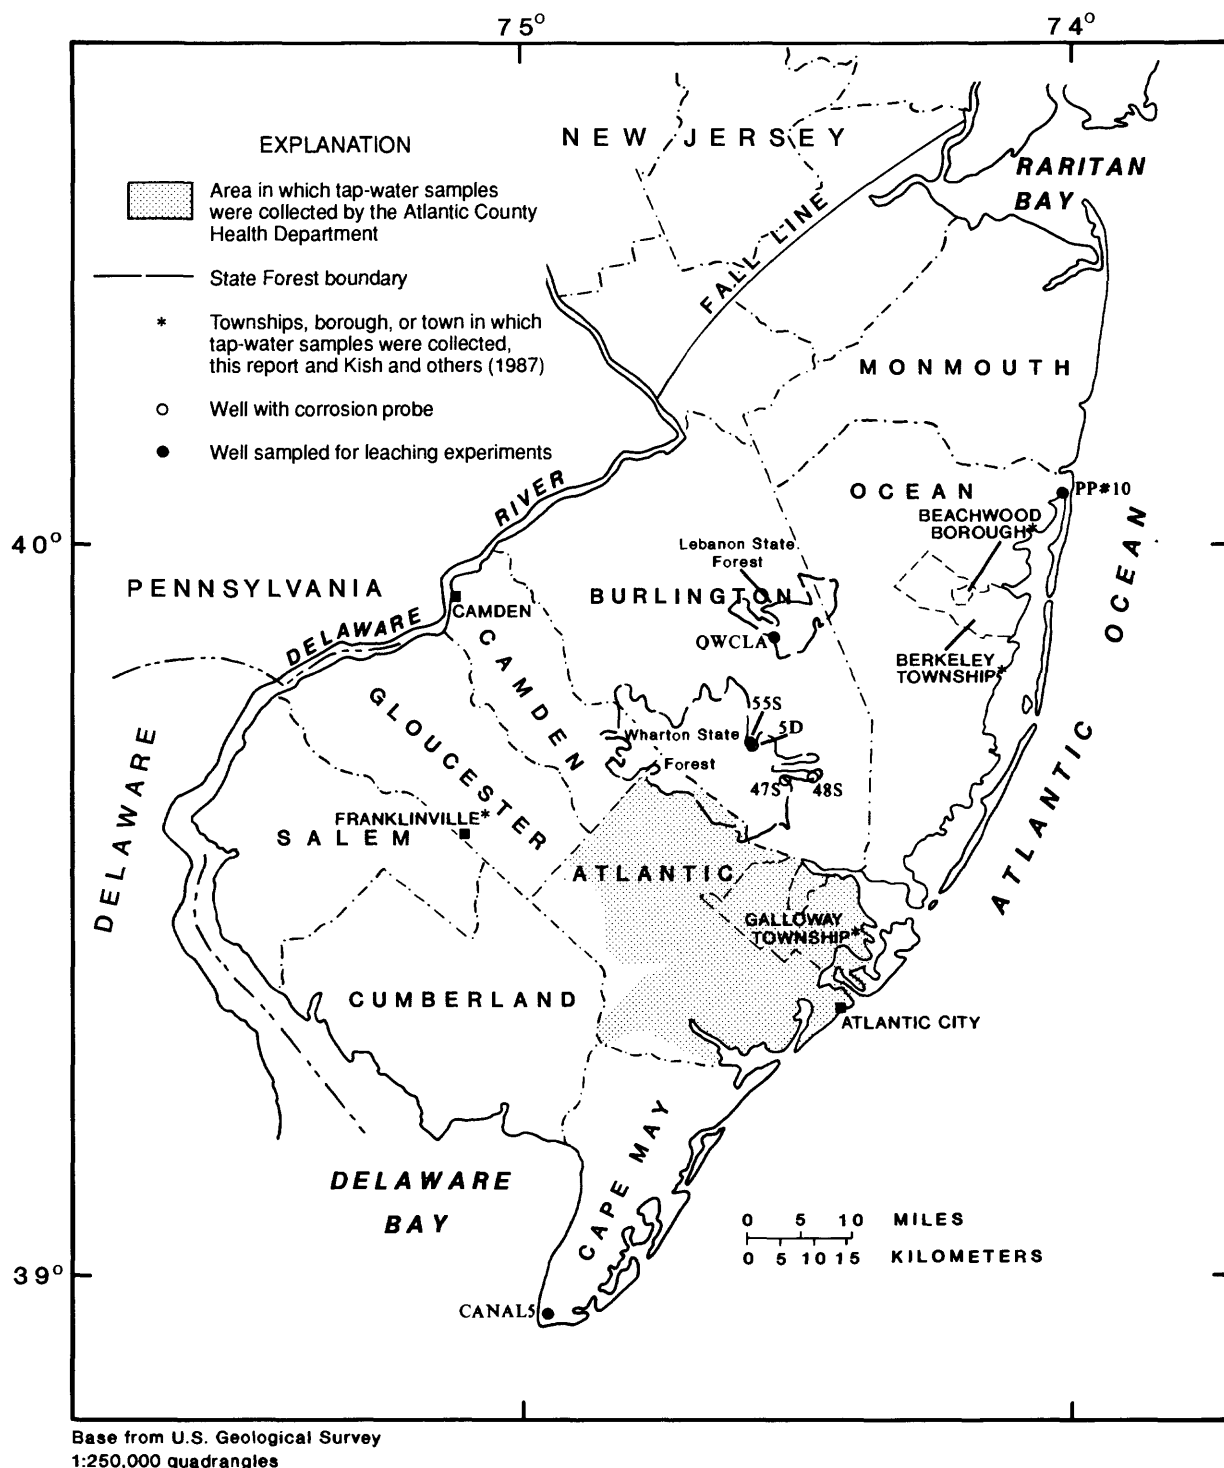 75° 74°
EXPLANATION
Area in which tap-water samples
were collected by the Atlantic County
Health Department
State Forest boundary
* Townships, borough, or town in which
tap-water samples were collected,
this report and Kish and others (1987)
Well with corrosion probe
Well sampled for leaching experiments
NEW JERSEY
RARITAN
BAY
FALL LINE
MONMOUTH
OCEAN
PP#10
BEACHWOOD
BOROUGH*
RIVER
40°
Lebanon State
Forest
PENNSYLVANIA
BURLINGTON
CAMDEN
DELAWARE
QWCLA
BERKELEY
TOWNSHIP*
ATLANTIC OCEAN
CAMDEN
GLOUCESTER
55S
5D
Wharton State
Forest
47S 48S
DELAWARE
FRANKLINVILLE*
SALEM
ATLANTIC
GALLOWAY
TOWNSHIP*
CUMBERLAND
ATLANTIC CITY
CAPE MAY
DELAWARE
BAY
0 5 10 MILES
0 5 10 15 KILOMETERS
39°
CANAL5
Base from U.S. Geological Survey
1:250,000 quadrangles